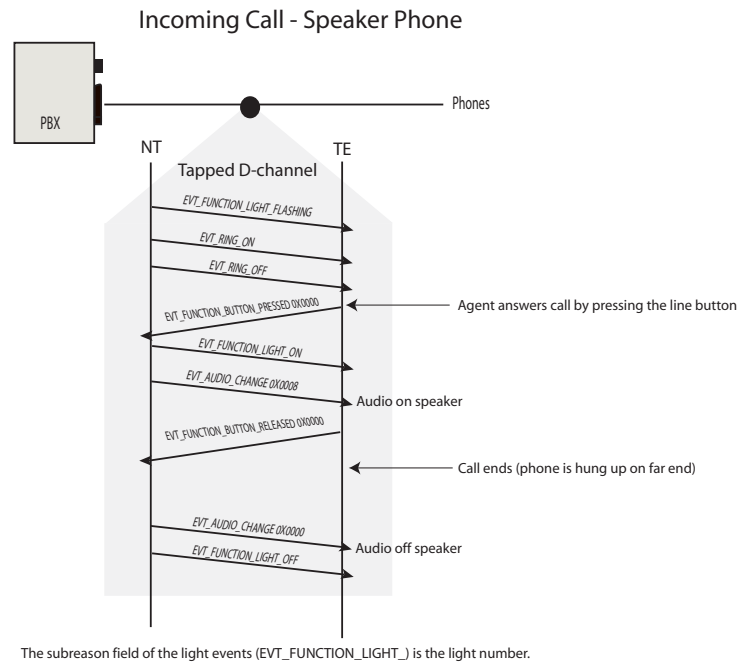 Incoming Call - Speaker Phone
PBX
Phones
NT
TE
Tapped D-channel
EVT_FUNCTION_LIGHT_FLASHING
EVT_RING_ON
EVT_RING_OFF
EVT_FUNCTION_BUTTON_PRESSED 0X0000
Agent answers call by pressing the line button
EVT_FUNCTION_LIGHT_ON
EVT_AUDIO_CHANGE 0X0008
Audio on speaker
EVT_FUNCTION_BUTTON_RELEASED 0X0000
Call ends (phone is hung up on far end)
EVT_AUDIO_CHANGE 0X0000
Audio off speaker
EVT_FUNCTION_LIGHT_OFF
The subreason field of the light events (EVT_FUNCTION_LIGHT_) is the light number.